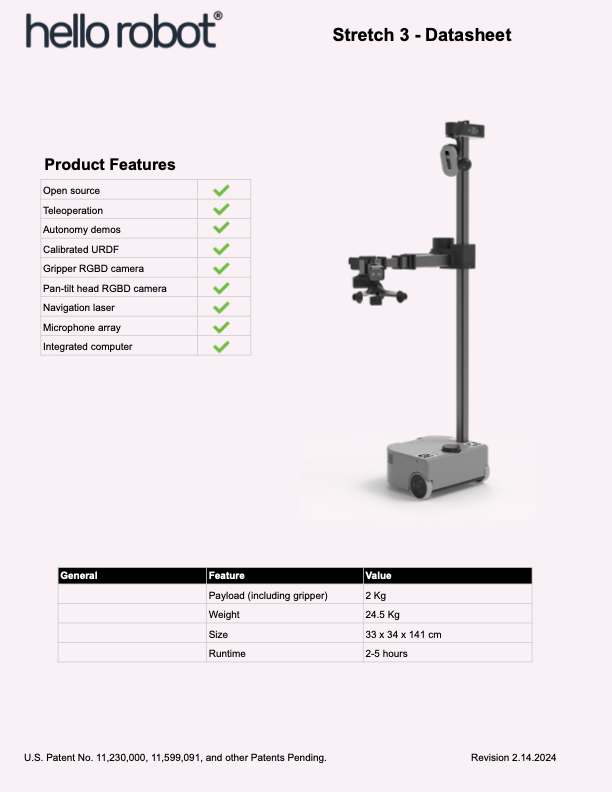 hello robot®
Stretch 3 - Datasheet
Product Features
Open source
Teleoperation
Autonomy demos
Calibrated URDF
Gripper RGBD camera
Pan-tilt head RGBD camera
Navigation laser
Microphone array
Integrated computer
General Feature Value
Payload (including gripper) 2 Kg
Weight 24.5 Kg
Size 33 x 34 x 141 cm
Runtime 2-5 hours
U.S. Patent No. 11,230,000, 11,599,091, and other Patents Pending. Revision 2.14.2024